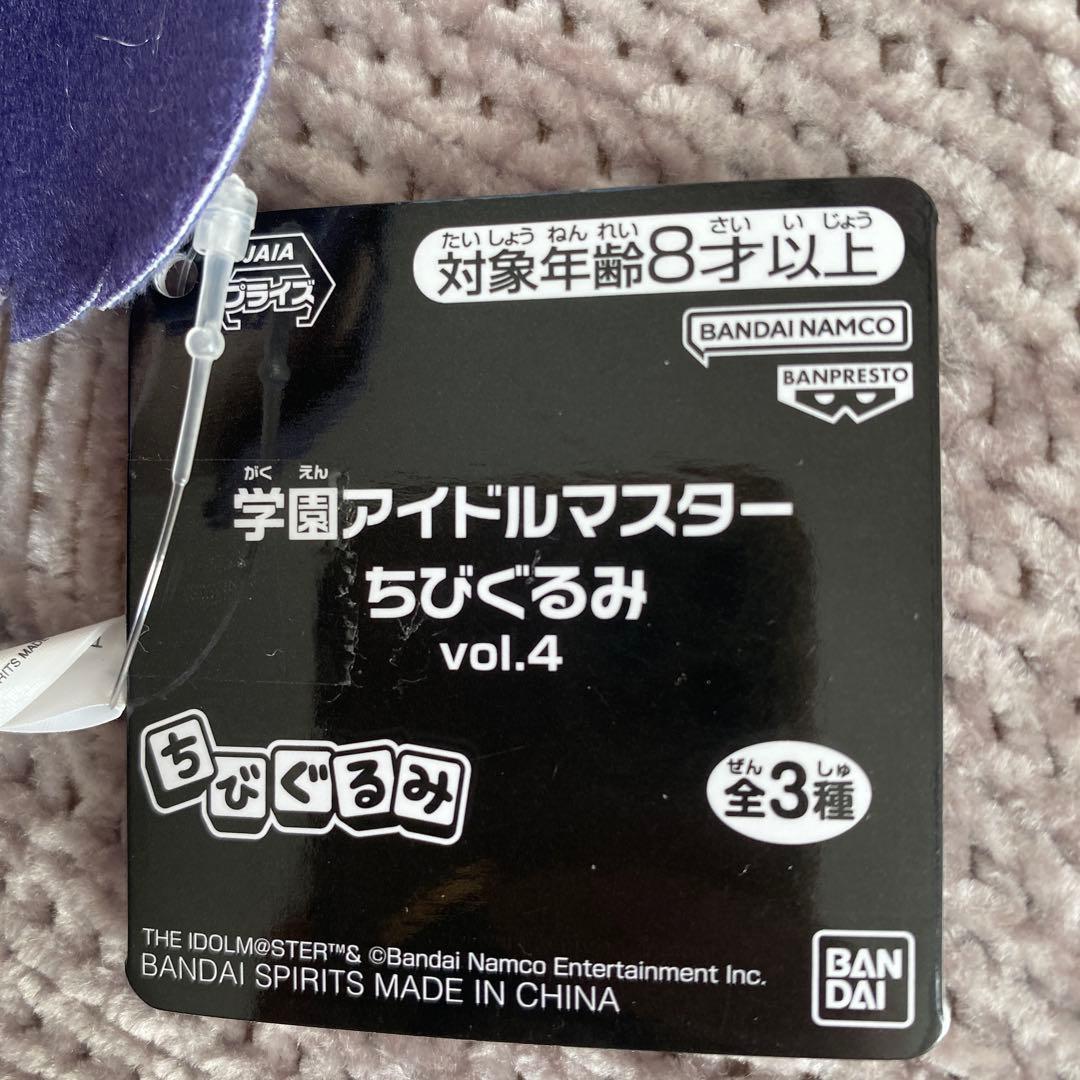 JAIA
プライズ
たいしょう ねん れい さい い じょう
対象年齢8才以上
BANDAI NAMCO
BANPRESTO
がく えん
学園アイドルマスター
ちびぐるみ
vol.4
ちびぐるみ
ぜん しゅ
全3種
THE IDOLM@STER™& ©Bandai Namco Entertainment Inc.
BANDAI SPIRITS MADE IN CHINA
BAN
DAI